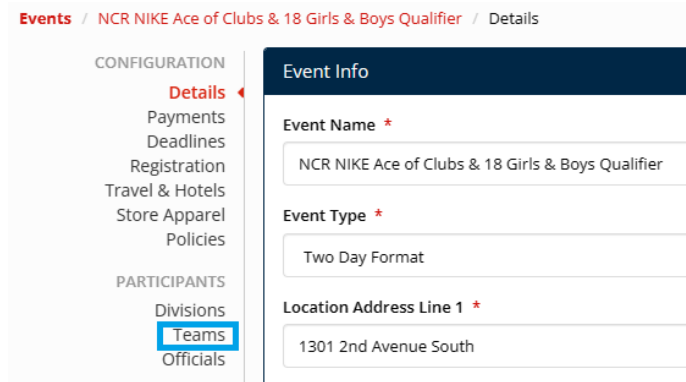 Events / NCR NIKE Ace of Clubs & 18 Girls & Boys Qualifier / Details
CONFIGURATION
Details
Payments
Deadlines
Registration
Travel & Hotels
Store Apparel
Policies
PARTICIPANTS
Divisions
Teams
Officials
Event Info
Event Name *
NCR NIKE Ace of Clubs & 18 Girls & Boys Qualifier
Event Type *
Two Day Format
Location Address Line 1 *
1301 2nd Avenue South